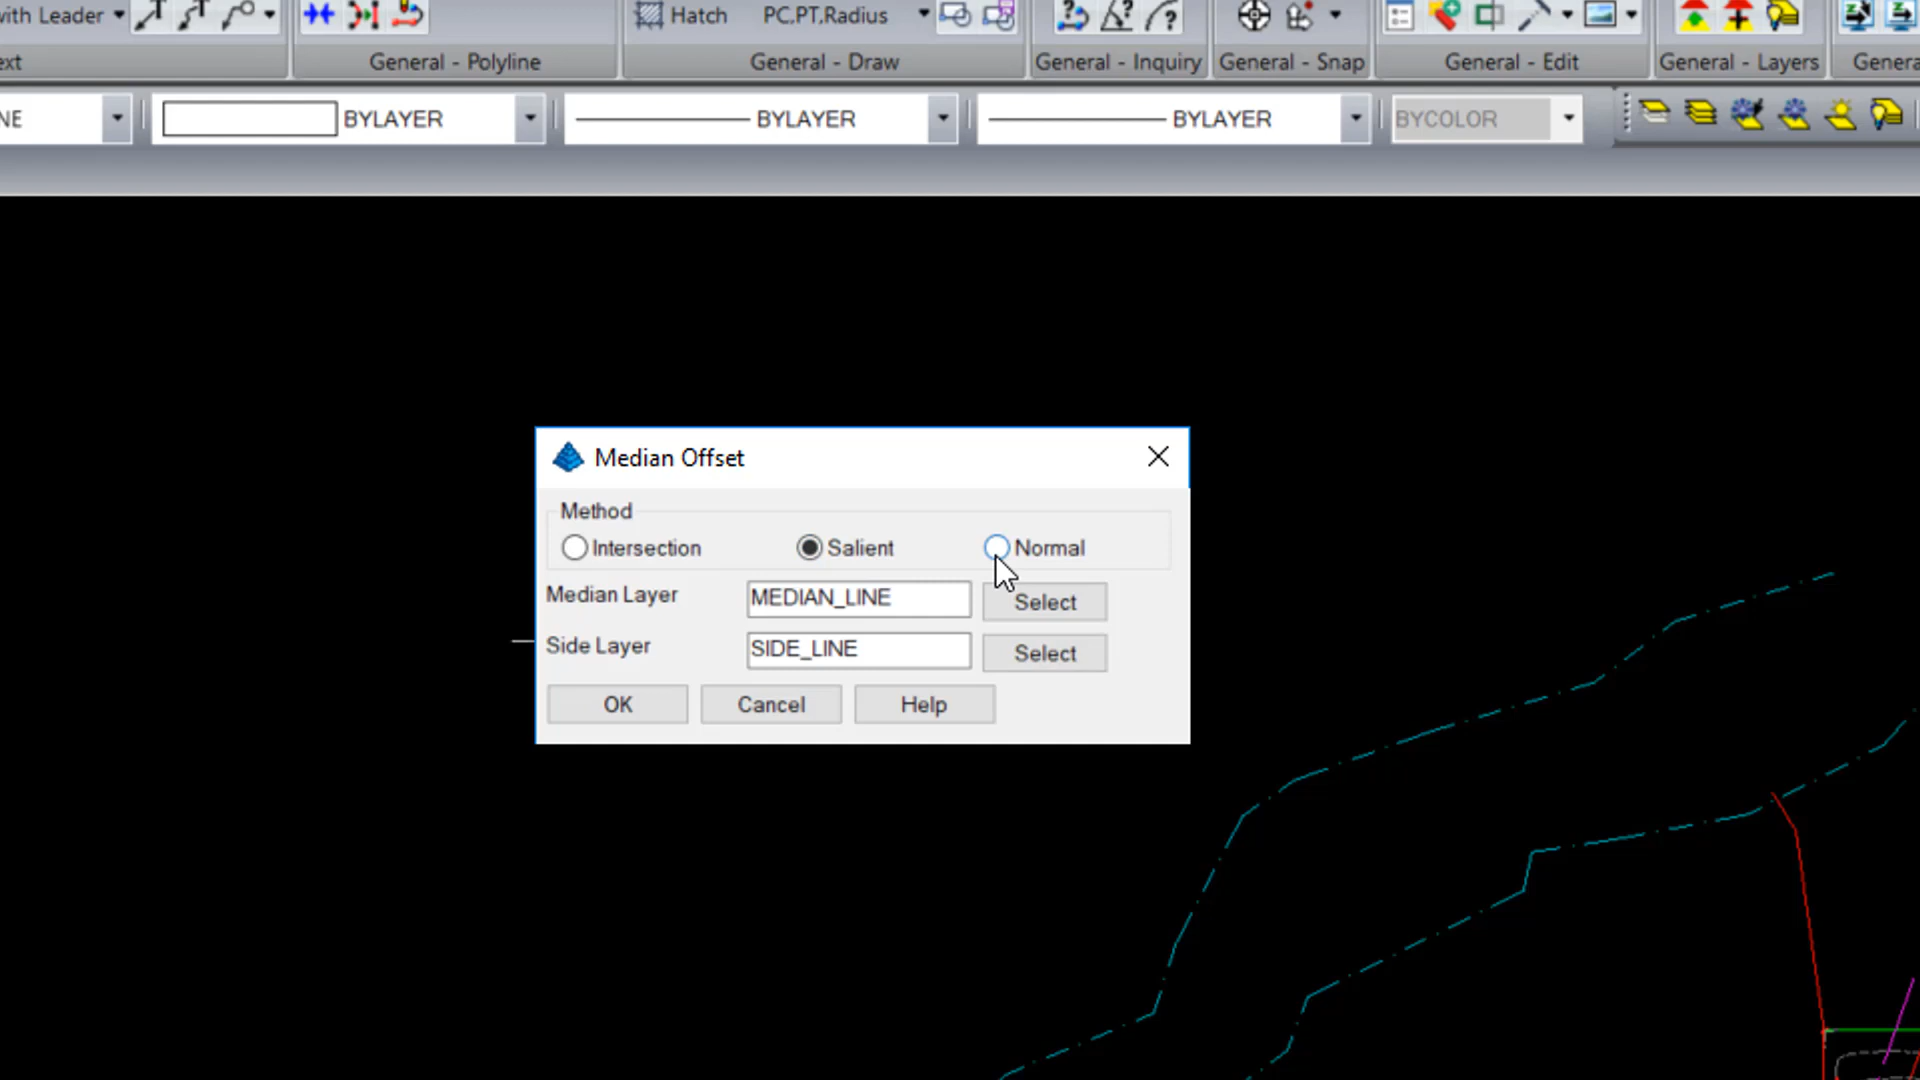 with Leader
Hatch PC,PT,Radius
ext General - Polyline General - Draw General - Inquiry General - Snap General - Edit General - Layers Genera
NE BYLAYER BYLAYER BYLAYER BYCOLOR
Median Offset
Method
Intersection Salient Normal
Median Layer MEDIAN_LINE Select
Side Layer SIDE_LINE Select
OK Cancel Help